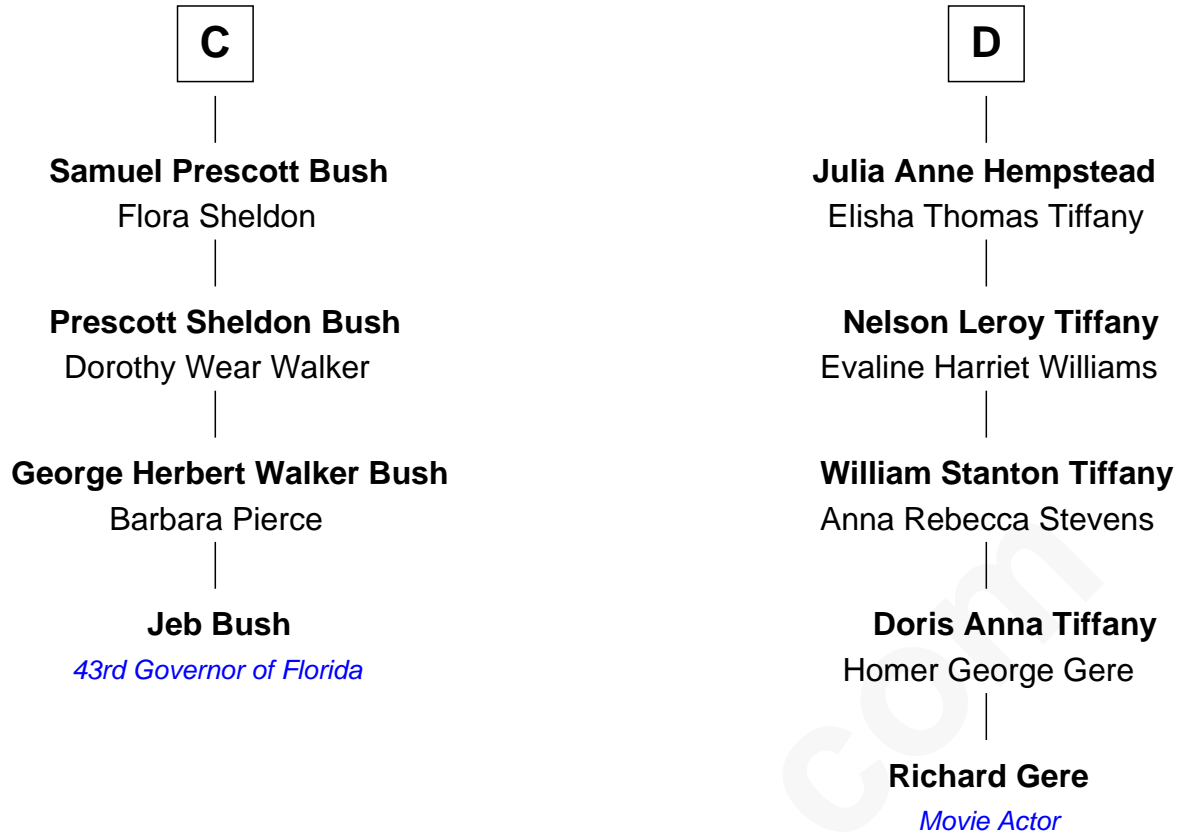 C
Samuel Prescott Bush
Flora Sheldon
Prescott Sheldon Bush
Dorothy Wear Walker
George Herbert Walker Bush
Barbara Pierce
Jeb Bush
43rd Governor of Florida
D
Julia Anne Hempstead
Elisha Thomas Tiffany
Nelson Leroy Tiffany
Evaline Harriet Williams
William Stanton Tiffany
Anna Rebecca Stevens
Doris Anna Tiffany
Homer George Gere
Richard Gere
Movie Actor
com